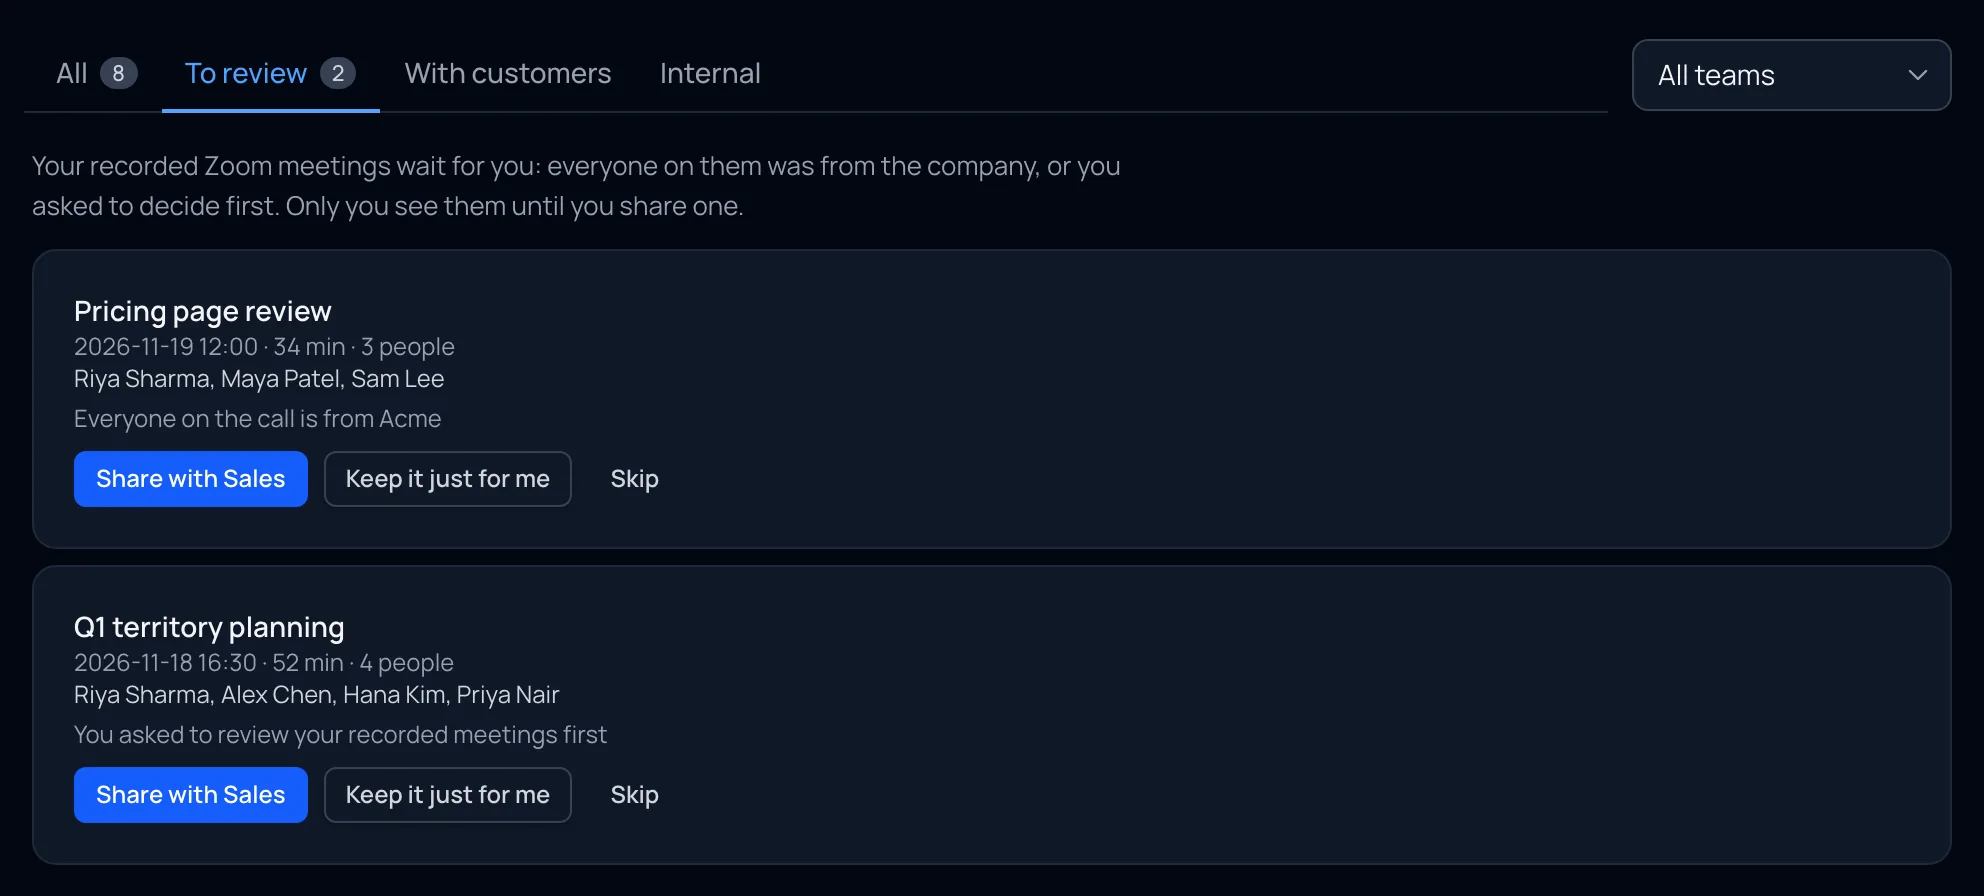 All 8 To review 2 With customers Internal All teams
Your recorded Zoom meetings wait for you: everyone on them was from the company, or you
asked to decide first. Only you see them until you share one.
Pricing page review
2026-11-19 12:00 · 34 min · 3 people
Riya Sharma, Maya Patel, Sam Lee
Everyone on the call is from Acme
Share with Sales Keep it just for me Skip
Q1 territory planning
2026-11-18 16:30 · 52 min · 4 people
Riya Sharma, Alex Chen, Hana Kim, Priya Nair
You asked to review your recorded meetings first
Share with Sales Keep it just for me Skip